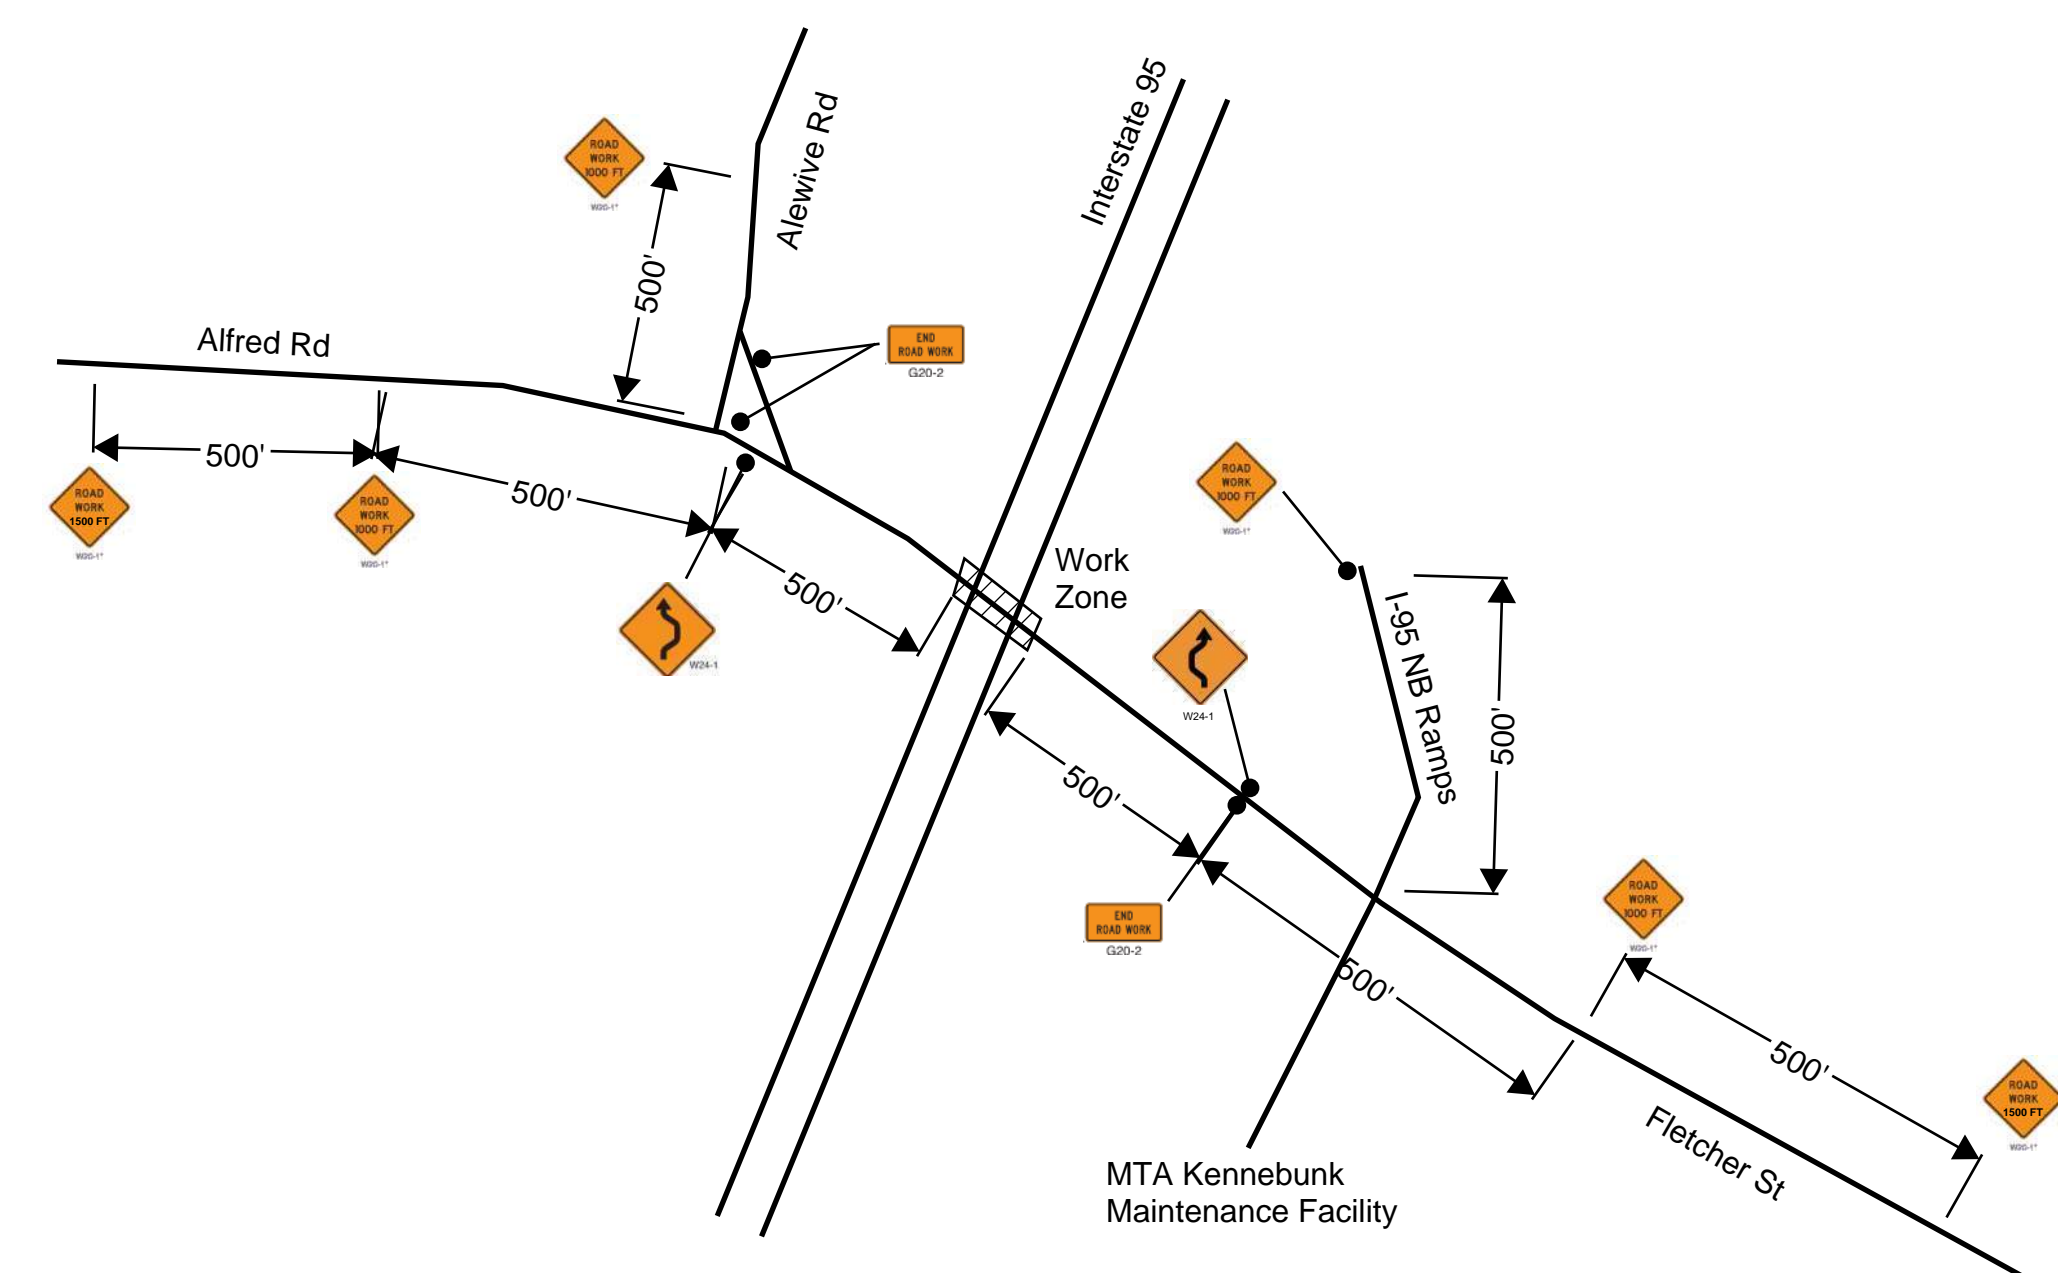 Interstate 95
Alewive Rd
ROAD
WORK
1000 FT
W20-1*
500'
Alfred Rd
END
ROAD WORK
G20-2
500'
500'
ROAD
WORK
1500 FT
W20-1*
ROAD
WORK
1000 FT
W20-1*
500'
W24-1
Work
Zone
ROAD
WORK
1000 FT
W20-1*
I-95 NB Ramps
500'
W24-1
500'
END
ROAD WORK
G20-2
500'
ROAD
WORK
1000 FT
W20-1*
500'
ROAD
WORK
1500 FT
W20-1*
Fletcher St
MTA Kennebunk
Maintenance Facility